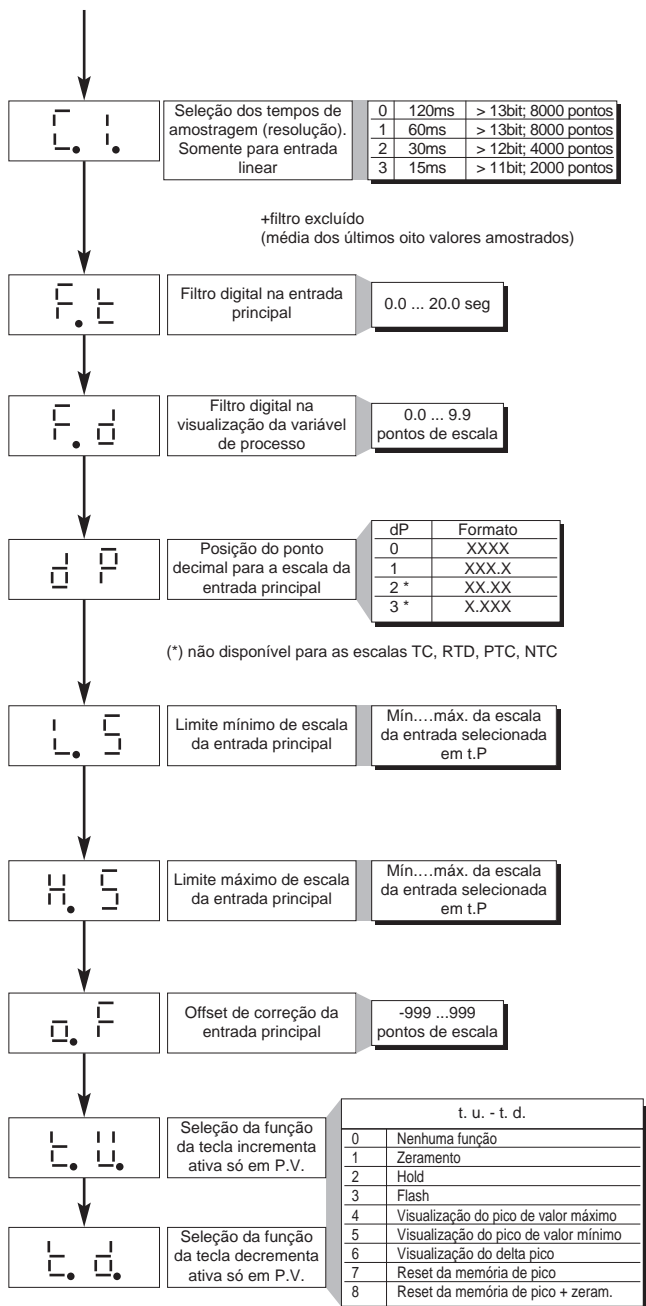 C. I.
Seleção dos tempos de
amostragem (resolução).
Somente para entrada
linear
0 120ms > 13bit; 8000 pontos
1 60ms > 13bit; 8000 pontos
2 30ms > 12bit; 4000 pontos
3 15ms > 11bit; 2000 pontos
+filtro excluído
(média dos últimos oito valores amostrados)
F.t
Filtro digital na entrada
principal
0.0 ... 20.0 seg
F.d
Filtro digital na
visualização da variável
de processo
0.0 ... 9.9
pontos de escala
d P
Posição do ponto
decimal para a escala da
entrada principal
dP Formato
0 XXXX
1 XXX.X
2 * XX.XX
3 * X.XXX
(*) não disponível para as escalas TC, RTD, PTC, NTC
L. S
Limite mínimo de escala
da entrada principal
Mín....máx. da escala
da entrada selecionada
em t.P
H. S
Limite máximo de escala
da entrada principal
Mín....máx. da escala
da entrada selecionada
em t.P
o. F
Offset de correção da
entrada principal
-999 ...999
pontos de escala
t. U.
Seleção da função
da tecla incrementa
ativa só em P.V.
t. d.
Seleção da função
da tecla decrementa
ativa só em P.V.
t. u. - t. d.
0 Nenhuma função
1 Zeramento
2 Hold
3 Flash
4 Visualização do pico de valor máximo
5 Visualização do pico de valor mínimo
6 Visualização do delta pico
7 Reset da memória de pico
8 Reset da memória de pico + zeram.